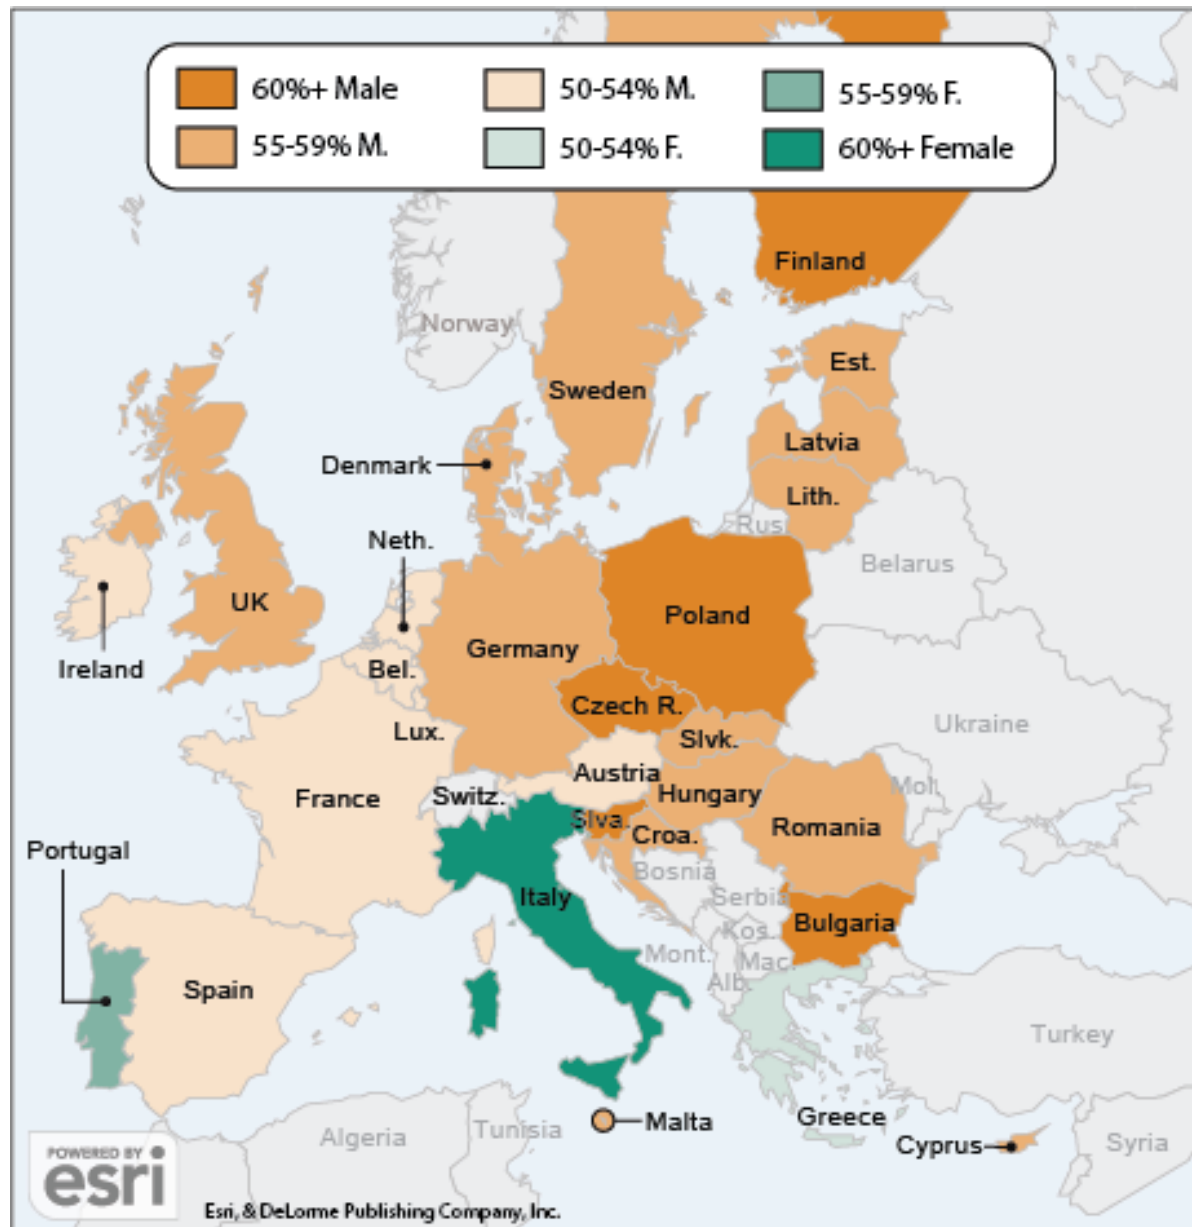 60%+ Male
50-54% M.
55-59% F.
55-59% M.
50-54% F.
60%+ Female
Finland
Norway
Est.
Sweden
Latvia
Denmark
Lith.
Rus
Neth.
Belarus
UK
Poland
Germany
Ireland
Bel.
Czech R.
Ukraine
Lux.
Slvk.
Austria
Mol.
Switz.
Hungary
France
Slva.
Romania
Croa.
Portugal
Bosnia
Italy
Serbia
Bulgaria
Kos.
Mont.
Mac.
Alb.
Spain
Turkey
Greece
Malta
Tunisia
Algeria
Cyprus
Syria
POWERED BY
esri
Esri, & DeLorme Publishing Company, Inc.